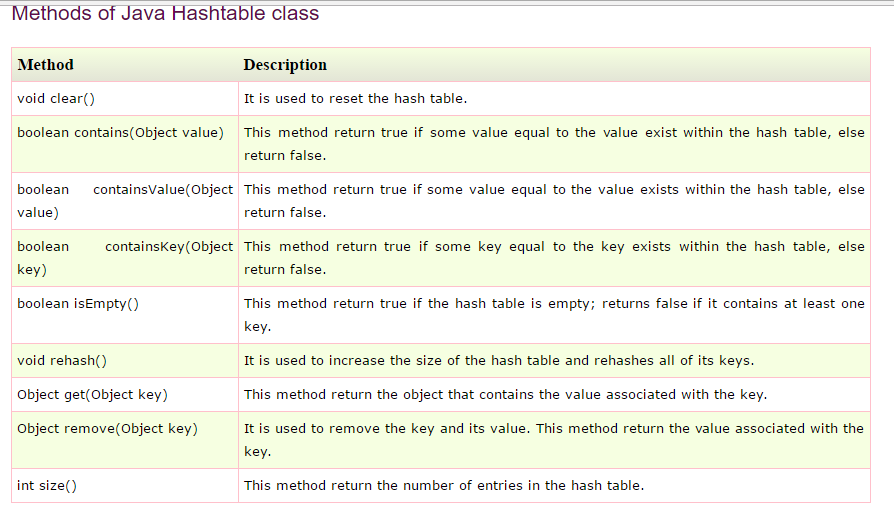 Methods of Java Hashtable class
Method Description
void clear() It is used to reset the hash table.
boolean contains(Object value) This method return true if some value equal to the value exist within the hash table, else
return false.
boolean containsValue(Object This method return true if some value equal to the value exists within the hash table, else
value) return false.
boolean containsKey(Object This method return true if some key equal to the key exists within the hash table, else
key) return false.
boolean isEmpty() This method return true if the hash table is empty; returns false if it contains at least one
key.
void rehash() It is used to increase the size of the hash table and rehashes all of its keys.
Object get(Object key) This method return the object that contains the value associated with the key.
Object remove(Object key) It is used to remove the key and its value. This method return the value associated with the
key.
int size() This method return the number of entries in the hash table.